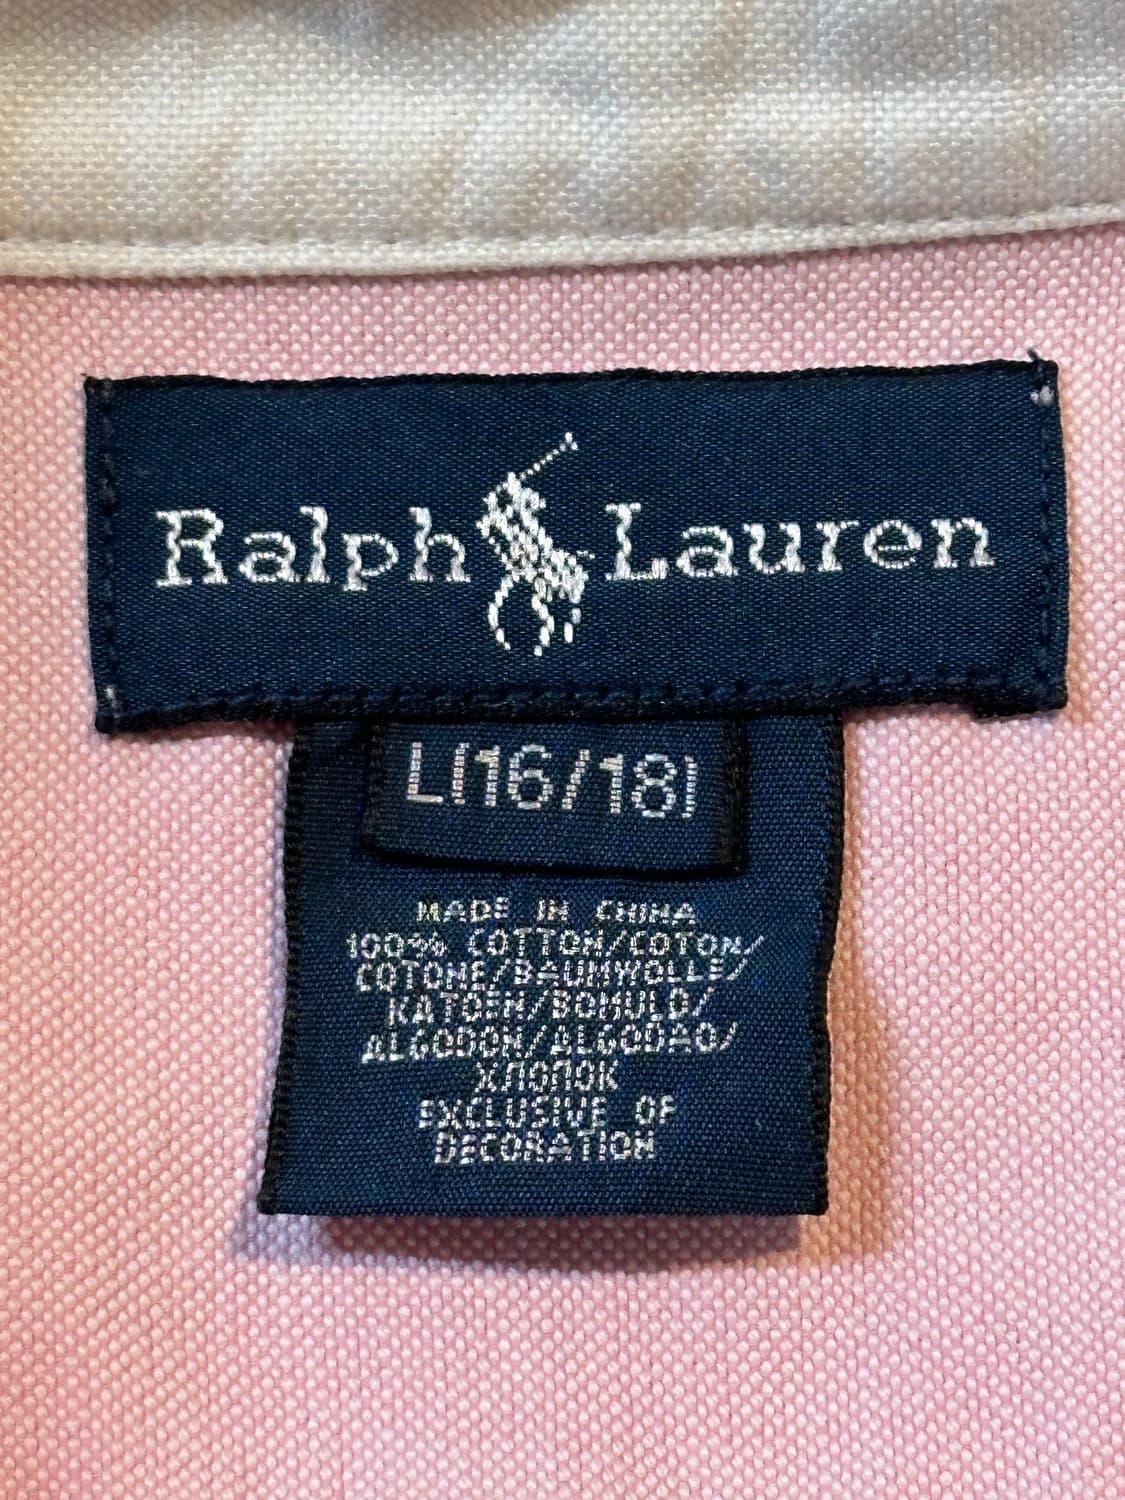 Ralph Lauren
L(16/18)
MADE IN CHINA
100% COTTON/COTON/
COTONE/BAUMWOLLE/
KATOEN/BOMULD/
ALGODON/ALGODAO/
ХЛОПОК
EXCLUSIVE OF
DECORATION